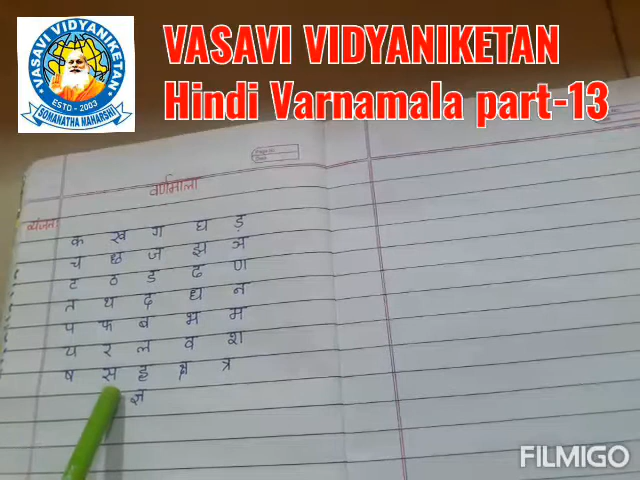 VASAVI VIDYANIKETAN
ESTD - 2003
SOMANATHA MAHARSHI
VASAVI VIDYANIKETAN
Hindi Varnamala part-13
वर्णमाला
व्यंजन:
क ख ग घ ड़
च छ ज झ ञ
ट ठ ड ढ ण
त थ द ध न
प फ ब भ म
य र ल व श
ष स ह क्ष त्र
ज्ञ
FILMIGO